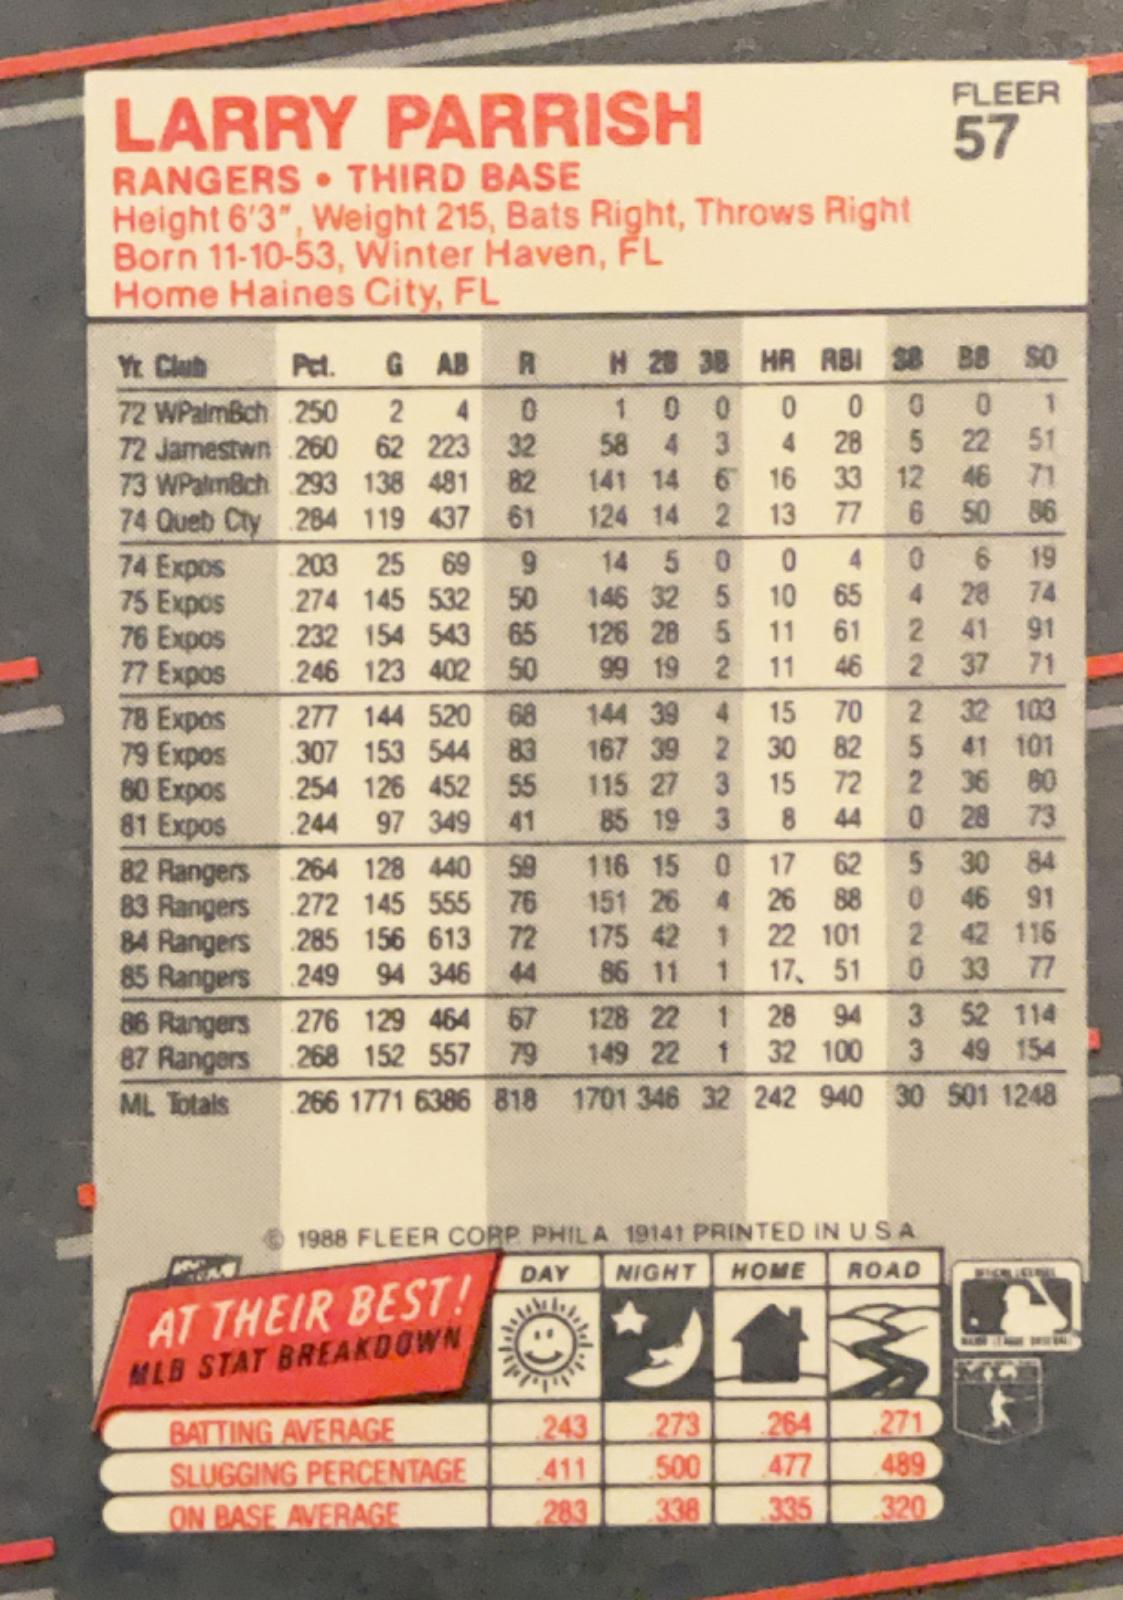 LARRY PARRISH
FLEER
57
RANGERS • THIRD BASE
Height 6'3", Weight 215, Bats Right, Throws Right
Born 11-10-53, Winter Haven, FL
Home Haines City, FL
Yr. Club Pct. G AB R H 2B 3B HR RBI SB BB SO
72 WPalmBch .250 2 4 0 1 0 0 0 0 0 0 1
72 Jamestwn .260 62 223 32 58 4 3 4 28 5 22 51
73 WPalmBch .293 138 481 82 141 14 6 16 33 12 46 71
74 Queb Cty .284 119 437 61 124 14 2 13 77 6 50 86
74 Expos .203 25 69 9 14 5 0 0 4 0 6 19
75 Expos .274 145 532 50 146 32 5 10 65 4 28 74
76 Expos .232 154 543 65 126 28 5 11 61 2 41 91
77 Expos .246 123 402 50 99 19 2 11 46 2 37 71
78 Expos .277 144 520 68 144 39 4 15 70 2 32 103
79 Expos .307 153 544 83 167 39 2 30 82 5 41 101
80 Expos .254 126 452 55 115 27 3 15 72 2 36 80
81 Expos .244 97 349 41 85 19 3 8 44 0 28 73
82 Rangers .264 128 440 59 116 15 0 17 62 5 30 84
83 Rangers .272 145 555 76 151 26 4 26 88 0 46 91
84 Rangers .285 156 613 72 175 42 1 22 101 2 42 116
85 Rangers .249 94 346 44 86 11 1 17 51 0 33 77
86 Rangers .276 129 464 67 128 22 1 28 94 3 52 114
87 Rangers .268 152 557 79 149 22 1 32 100 3 49 154
ML Totals .266 1771 6386 818 1701 346 32 242 940 30 501 1248
© 1988 FLEER CORP. PHILA. 19141 PRINTED IN U.S.A.
AT THEIR BEST!
MLB STAT BREAKDOWN
DAY NIGHT HOME ROAD
BATTING AVERAGE .243 .273 .264 .271
SLUGGING PERCENTAGE .411 .500 .477 .489
ON BASE AVERAGE .283 .338 .335 .320
MAJOR LEAGUE BASEBALL
MLB